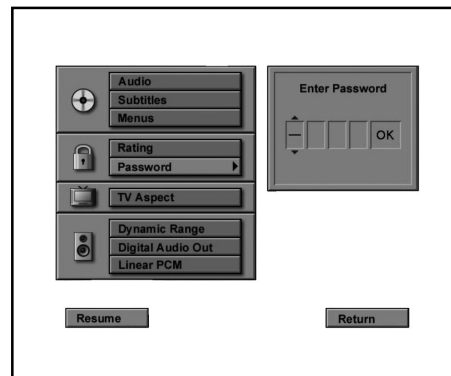 Audio
Subtitles
Menus
Rating
Password
TV Aspect
Dynamic Range
Digital Audio Out
Linear PCM
Enter Password
OK
Resume
Return